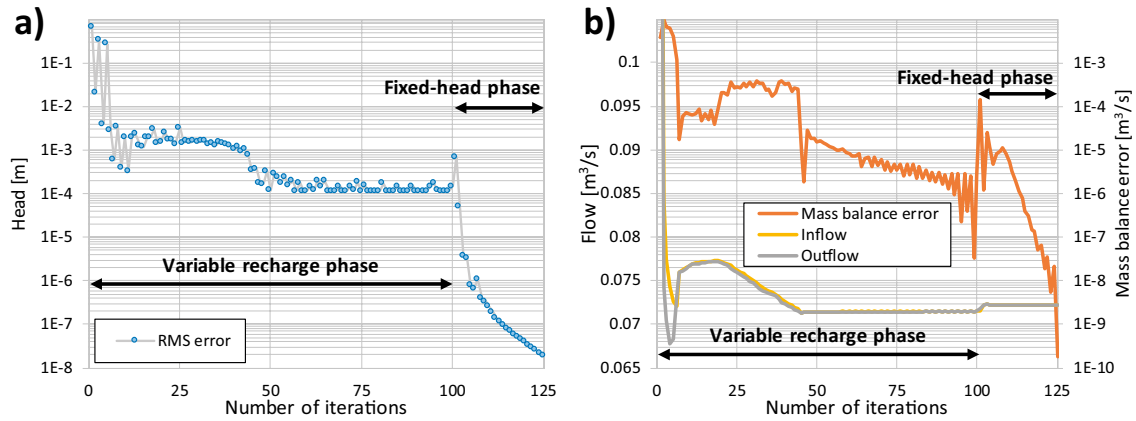 a)
Head [m]
1E-1
1E-2
1E-3
1E-4
1E-5
1E-6
1E-7
1E-8
Fixed-head phase
Variable recharge phase
RMS error
0 25 50 75 100 125
Number of iterations
b)
Flow [m³/s]
0.1
0.095
0.09
0.085
0.08
0.075
0.07
0.065
Fixed-head phase
Mass balance error
Inflow
Outflow
Variable recharge phase
0 25 50 75 100 125
Number of iterations
1E-3
1E-4
1E-5
1E-6
1E-7
1E-8
1E-9
1E-10
Mass balance error [m³/s]